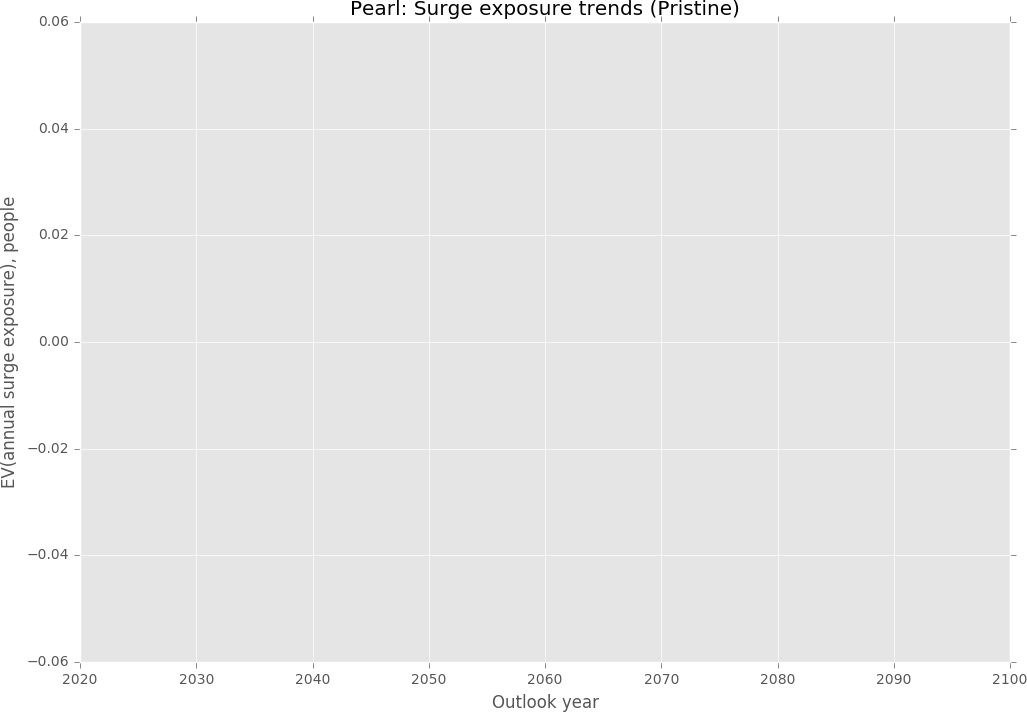 Pearl: Surge exposure trends (Pristine)
0.06
0.04
0.02
0.00
−0.02
−0.04
−0.06
EV(annual surge exposure), people
2020 2030 2040 2050 2060 2070 2080 2090 2100
Outlook year